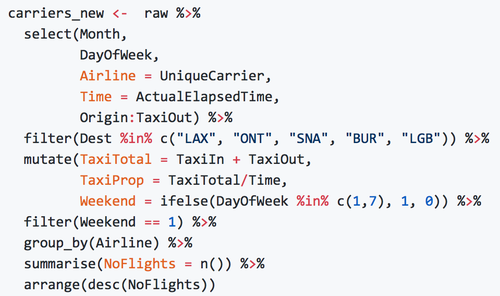 carriers_new <- raw %>%
select(Month,
DayOfWeek,
Airline = UniqueCarrier,
Time = ActualElapsedTime,
Origin:TaxiOut) %>%
filter(Dest %in% c("LAX", "ONT", "SNA", "BUR", "LGB")) %>%
mutate(TaxiTotal = TaxiIn + TaxiOut,
TaxiProp = TaxiTotal/Time,
Weekend = ifelse(DayOfWeek %in% c(1,7), 1, 0)) %>%
filter(Weekend == 1) %>%
group_by(Airline) %>%
summarise(NoFlights = n()) %>%
arrange(desc(NoFlights))